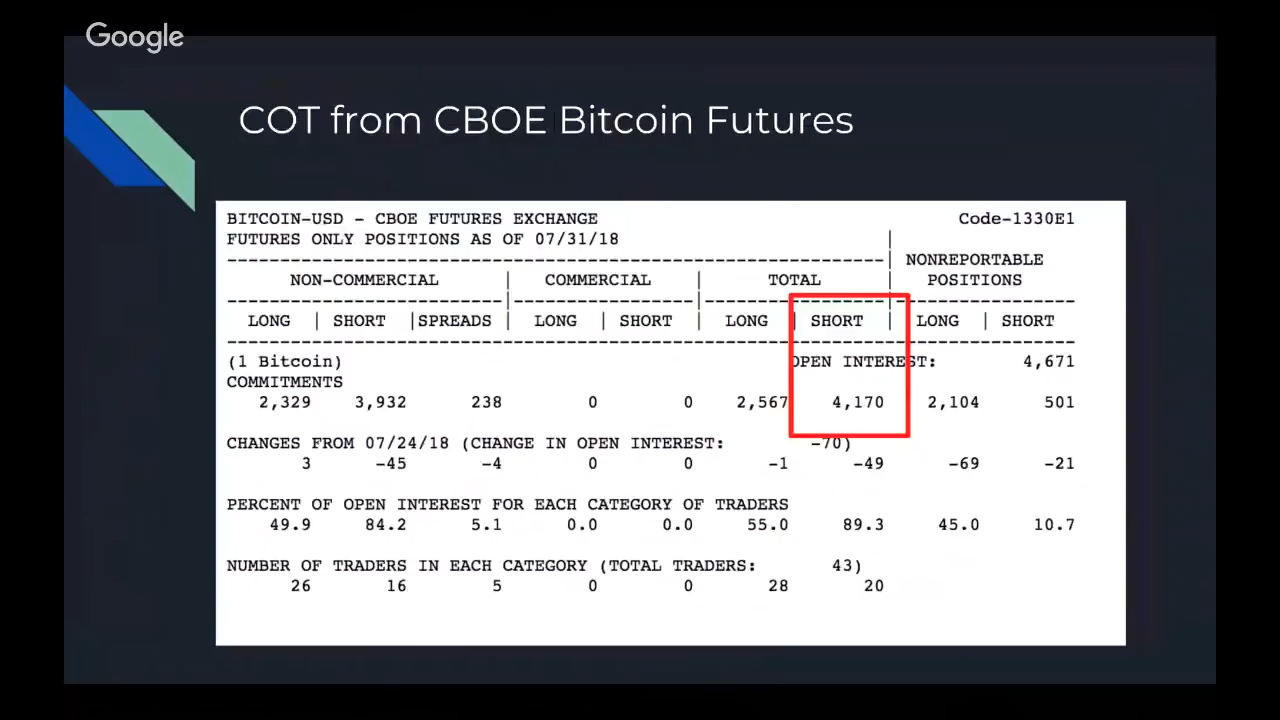 Google
COT from CBOE Bitcoin Futures
BITCOIN-USD - CBOE FUTURES EXCHANGE Code-1330E1
FUTURES ONLY POSITIONS AS OF 07/31/18 |
--------------------------------------------------------------| NONREPORTABLE
NON-COMMERCIAL | COMMERCIAL | TOTAL | POSITIONS
--------------------------|------------------|------------------|-----------------
LONG | SHORT |SPREADS | LONG | SHORT | LONG | SHORT | LONG | SHORT
--------------------------------------------------------------------------------
(1 Bitcoin) OPEN INTEREST: 4,671
COMMITMENTS
2,329 3,932 238 0 0 2,567 4,170 2,104 501
CHANGES FROM 07/24/18 (CHANGE IN OPEN INTEREST: -70)
3 -45 -4 0 0 -1 -49 -69 -21
PERCENT OF OPEN INTEREST FOR EACH CATEGORY OF TRADERS
49.9 84.2 5.1 0.0 0.0 55.0 89.3 45.0 10.7
NUMBER OF TRADERS IN EACH CATEGORY (TOTAL TRADERS: 43)
26 16 5 0 0 28 20